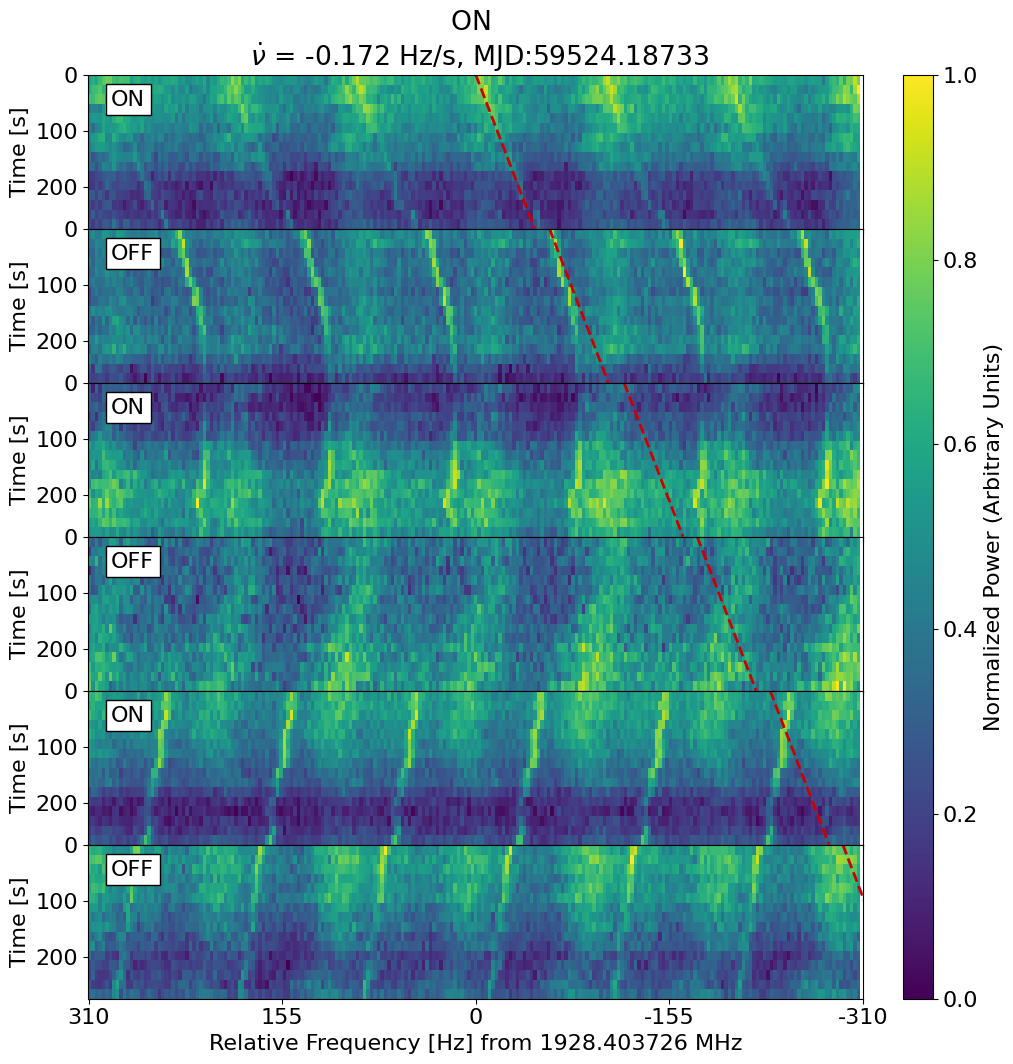 ON
ν̇ = -0.172 Hz/s, MJD:59524.18733
0
ON
100
Time [s]
200
0
OFF
100
Time [s]
200
0
ON
100
Time [s]
200
0
OFF
100
Time [s]
200
0
ON
100
Time [s]
200
0
OFF
100
Time [s]
200
310 155 0 -155 -310
Relative Frequency [Hz] from 1928.403726 MHz
1.0
0.8
0.6
0.4
0.2
0.0
Normalized Power (Arbitrary Units)